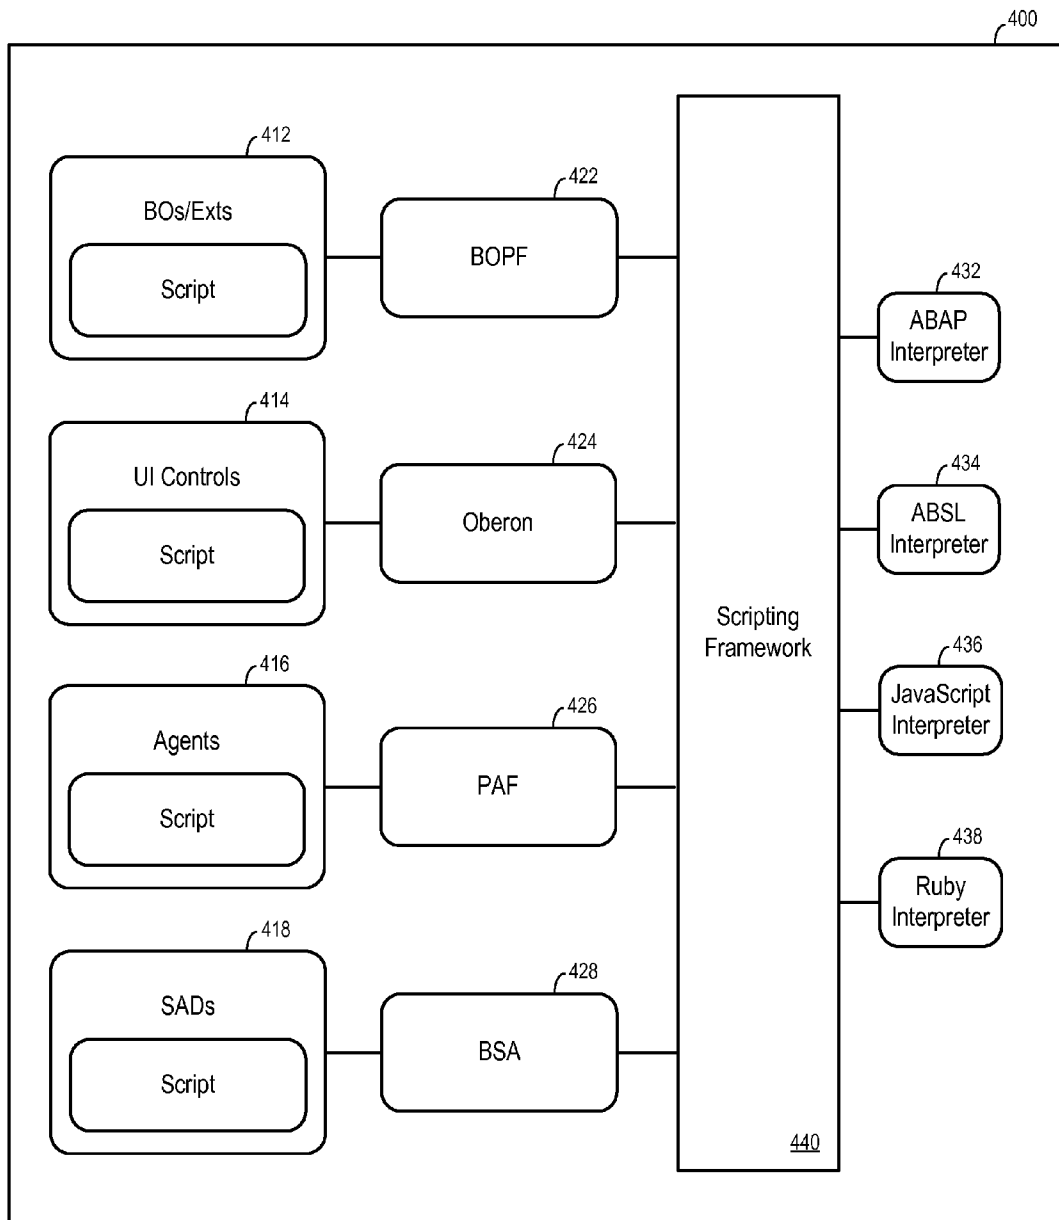 400
412
BOs/Exts
Script
422
BOPF
432
ABAP
Interpreter
414
UI Controls
Script
424
Oberon
434
ABSL
Interpreter
Scripting
Framework
416
Agents
Script
426
PAF
436
JavaScript
Interpreter
438
Ruby
Interpreter
418
SADs
Script
428
BSA
440